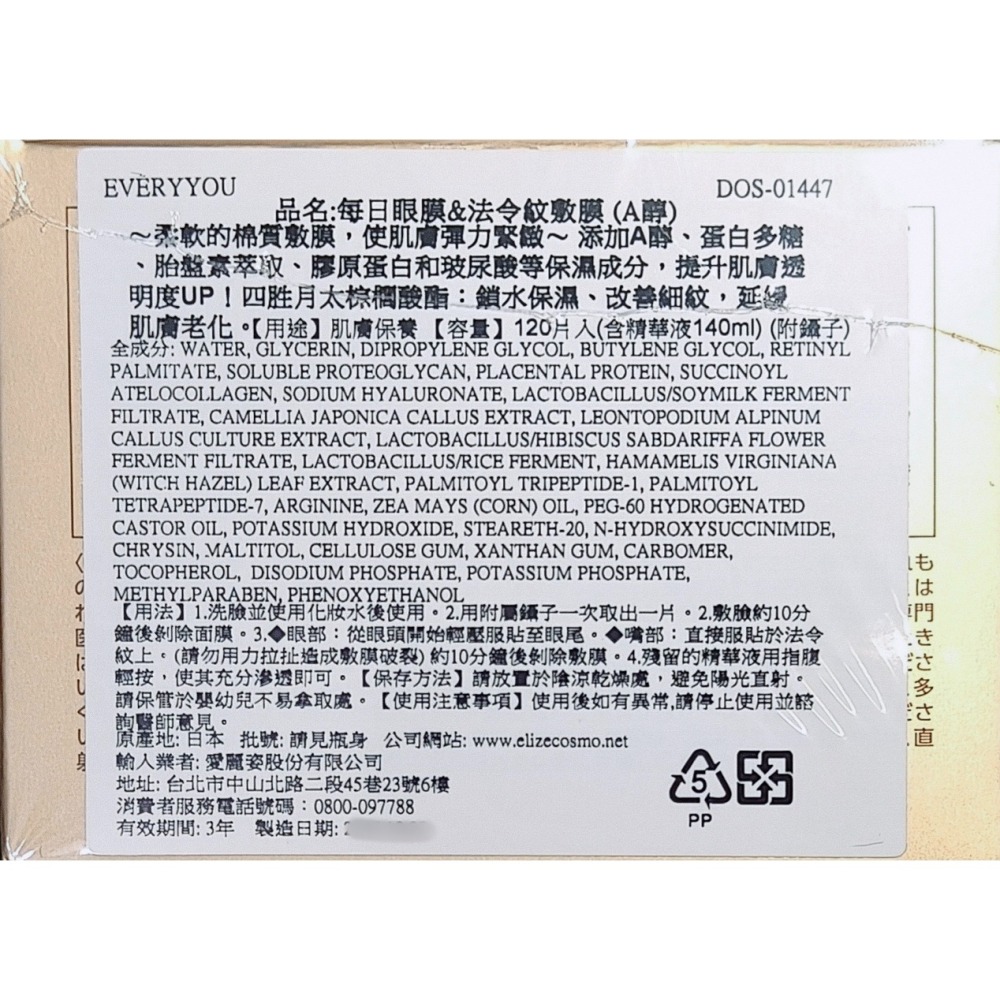 EVERYYOU
DOS-01447
品名:每日眼膜&法令紋敷膜 (A醇)
～柔軟的棉質敷膜，使肌膚彈力緊緻～ 添加A醇、蛋白多糖
、胎盤素萃取、膠原蛋白和玻尿酸等保濕成分，提升肌膚透
明度UP！四胜月太棕櫚酸酯：鎖水保濕、改善細紋，延緩
肌膚老化。【用途】肌膚保養 【容量】120片入(含精華液140ml) (附鑷子)
全成分: WATER, GLYCERIN, DIPROPYLENE GLYCOL, BUTYLENE GLYCOL, RETINYL
PALMITATE, SOLUBLE PROTEOGLYCAN, PLACENTAL PROTEIN, SUCCINOYL
ATELOCOLLAGEN, SODIUM HYALURONATE, LACTOBACILLUS/SOYMILK FERMENT
FILTRATE, CAMELLIA JAPONICA CALLUS EXTRACT, LEONTOPODIUM ALPINUM
CALLUS CULTURE EXTRACT, LACTOBACILLUS/HIBISCUS SABDARIFFA FLOWER
FERMENT FILTRATE, LACTOBACILLUS/RICE FERMENT, HAMAMELIS VIRGINIANA
(WITCH HAZEL) LEAF EXTRACT, PALMITOYL TRIPEPTIDE-1, PALMITOYL
TETRAPEPTIDE-7, ARGININE, ZEA MAYS (CORN) OIL, PEG-60 HYDROGENATED
CASTOR OIL, POTASSIUM HYDROXIDE, STEARETH-20, N-HYDROXYSUCCINIMIDE,
CHRYSIN, MALTITOL, CELLULOSE GUM, XANTHAN GUM, CARBOMER,
TOCOPHEROL, DISODIUM PHOSPHATE, POTASSIUM PHOSPHATE,
METHYLPARABEN, PHENOXYETHANOL
【用法】1.洗臉並使用化妝水後使用。2.用附屬鑷子一次取出一片。2.敷臉約10分
鐘後剝除面膜。3.◆眼部：從眼頭開始輕壓服貼至眼尾。◆嘴部：直接服貼於法令
紋上。(請勿用力拉扯造成敷膜破裂) 約10分鐘後剝除敷膜。4.殘留的精華液用指腹
輕按，使其充分滲透即可。【保存方法】請放置於陰涼乾燥處，避免陽光直射。
請保管於嬰幼兒不易拿取處。【使用注意事項】使用後如有異常,請停止使用並諮
詢醫師意見。
原產地: 日本 批號: 請見瓶身 公司網站: www.elizecosmo.net
輸入業者: 愛麗姿股份有限公司
地址: 台北市中山北路二段45巷23號6樓
消費者服務電話號碼：0800-097788
有效期間: 3年 製造日期: 2
5
PP
も
は
門
き
さ
多
さ
直